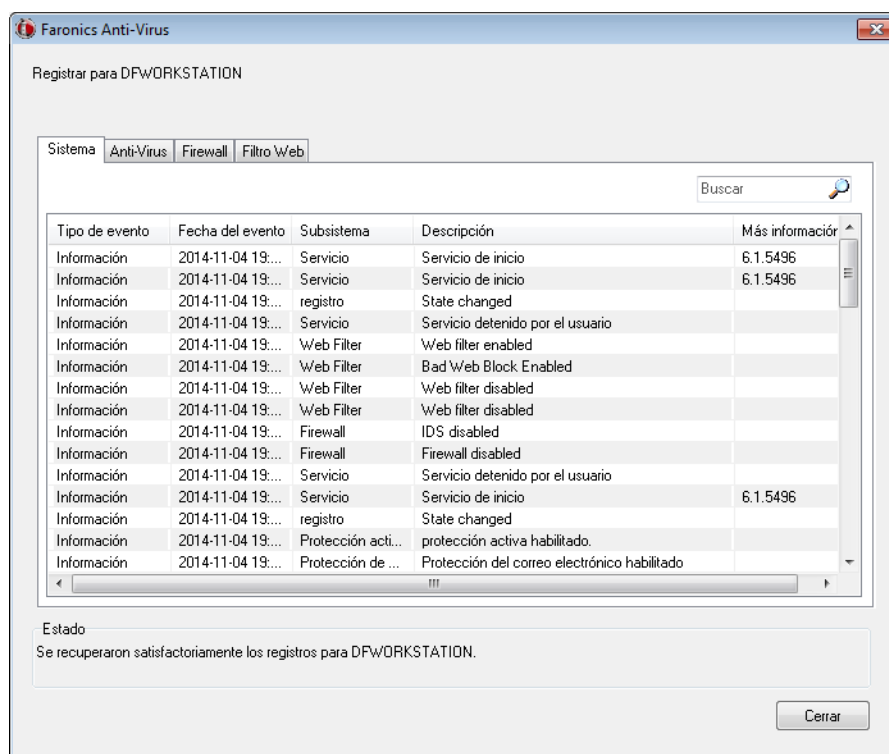 Faronics Anti-Virus
Registrar para DFWORKSTATION
Sistema Anti-Virus Firewall Filtro Web
Buscar
Tipo de evento Fecha del evento Subsistema Descripción Más información
Información 2014-11-04 19:... Servicio Servicio de inicio 6.1.5496
Información 2014-11-04 19:... Servicio Servicio de inicio 6.1.5496
Información 2014-11-04 19:... registro State changed
Información 2014-11-04 19:... Servicio Servicio detenido por el usuario
Información 2014-11-04 19:... Web Filter Web filter enabled
Información 2014-11-04 19:... Web Filter Bad Web Block Enabled
Información 2014-11-04 19:... Web Filter Web filter disabled
Información 2014-11-04 19:... Web Filter Web filter disabled
Información 2014-11-04 19:... Firewall IDS disabled
Información 2014-11-04 19:... Firewall Firewall disabled
Información 2014-11-04 19:... Servicio Servicio detenido por el usuario
Información 2014-11-04 19:... Servicio Servicio de inicio 6.1.5496
Información 2014-11-04 19:... registro State changed
Información 2014-11-04 19:... Protección acti... protección activa habilitado.
Información 2014-11-04 19:... Protección de ... Protección del correo electrónico habilitado
Estado
Se recuperaron satisfactoriamente los registros para DFWORKSTATION.
Cerrar